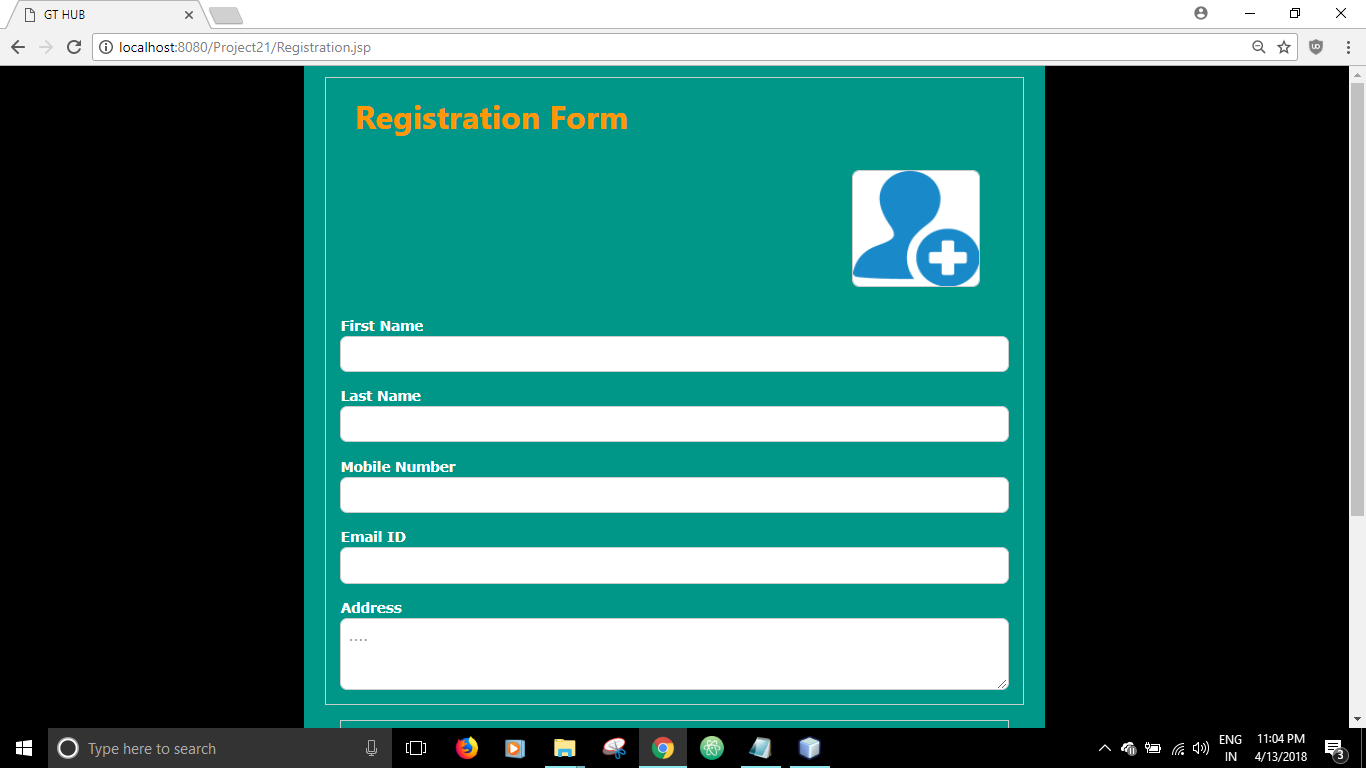 GT HUB
localhost:8080/Project21/Registration.jsp
Registration Form
First Name
Last Name
Mobile Number
Email ID
Address
....
Type here to search
ENG
IN
11:04 PM
4/13/2018
3